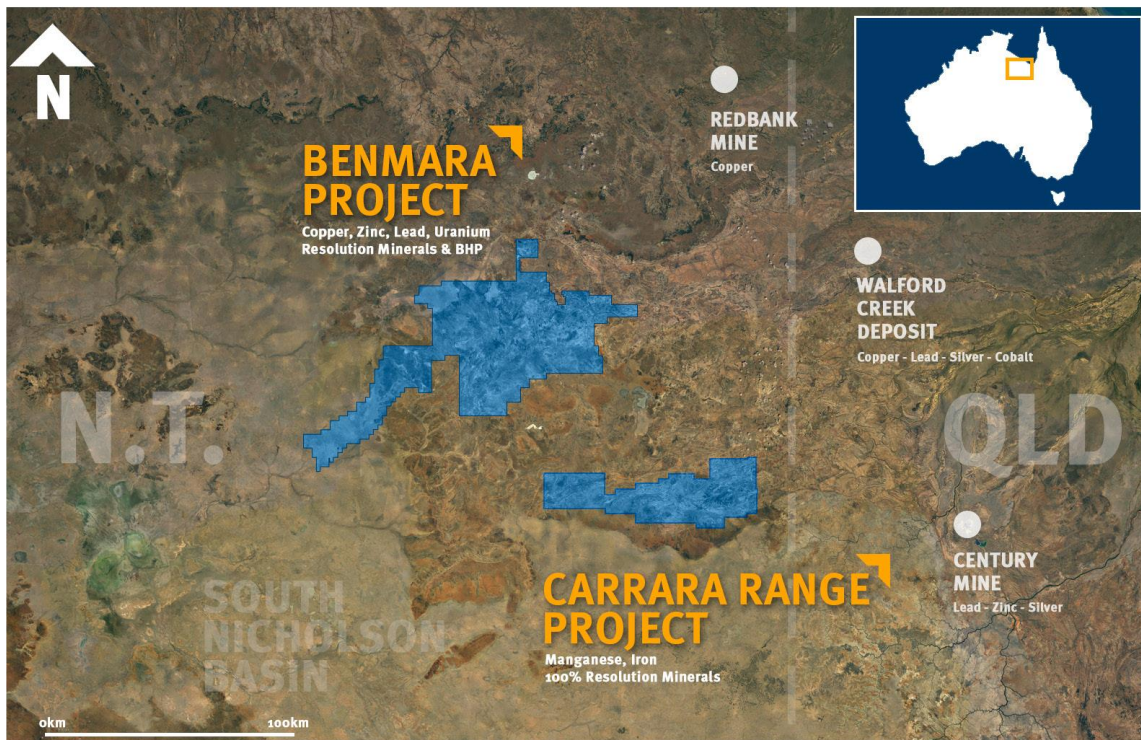 N
REDBANK
MINE
Copper
BENMARA
PROJECT
Copper, Zinc, Lead, Uranium
Resolution Minerals & BHP
WALFORD
CREEK
DEPOSIT
Copper - Lead - Silver - Cobalt
N.T.
QLD
CENTURY
MINE
Lead - Zinc - Silver
CARRARA RANGE
PROJECT
Manganese, Iron
100% Resolution Minerals
SOUTH
NICHOLSON
BASIN
0km
100km